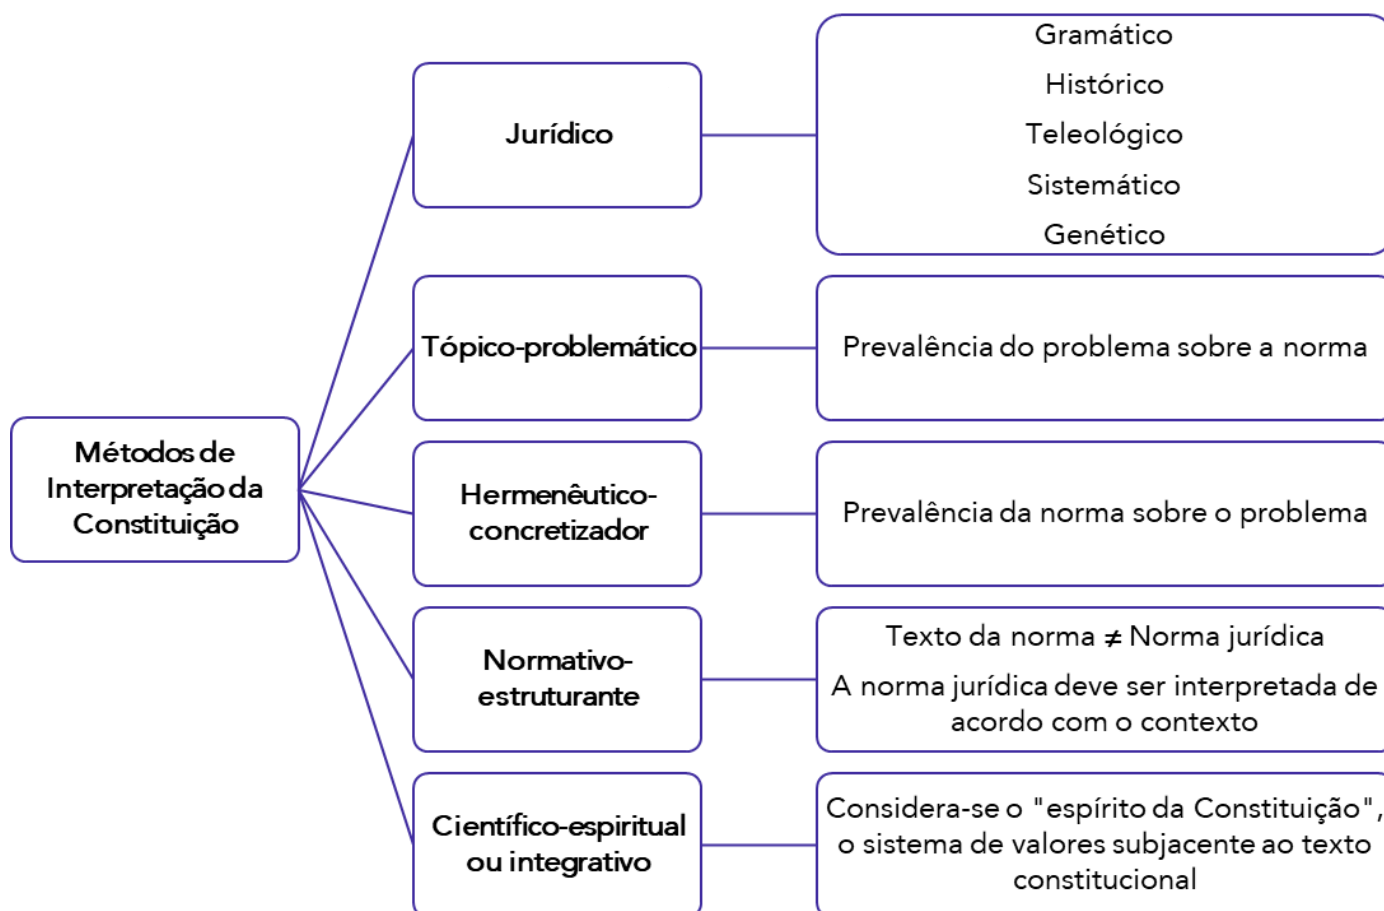 Métodos de
Interpretação da
Constituição
Jurídico
Gramático
Histórico
Teleológico
Sistemático
Genético
Tópico-problemático
Prevalência do problema sobre a norma
Hermenêutico-
concretizador
Prevalência da norma sobre o problema
Normativo-
estruturante
Texto da norma ≠ Norma jurídica
A norma jurídica deve ser interpretada de
acordo com o contexto
Científico-espiritual
ou integrativo
Considera-se o "espírito da Constituição",
o sistema de valores subjacente ao texto
constitucional